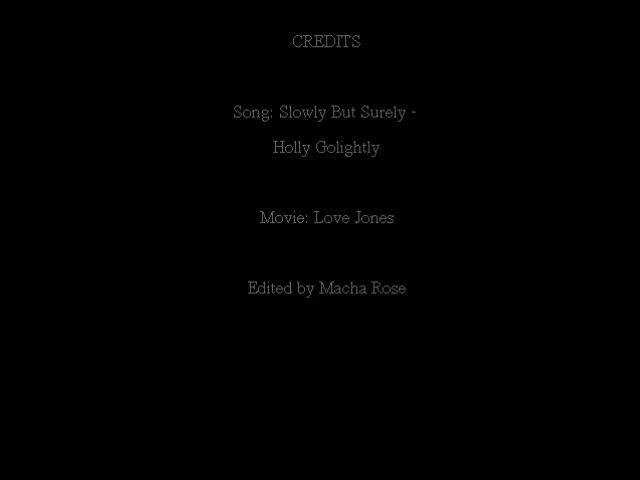 CREDITS
Song: Slowly But Surely -
Holly Golightly
Movie: Love Jones
Edited by Macha Rose